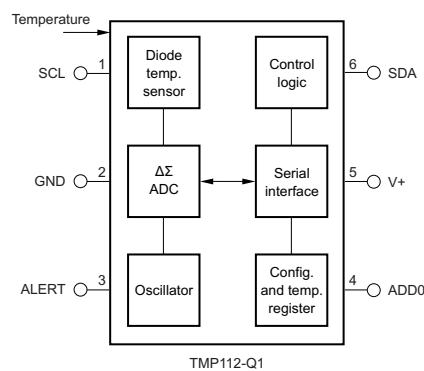 Temperature
SCL
1
Diode
temp.
sensor
Control
logic
6
SDA
GND
2
ΔΣ
ADC
Serial
interface
5
V+
ALERT
3
Oscillator
Config.
and temp.
register
4
ADD0
TMP112-Q1